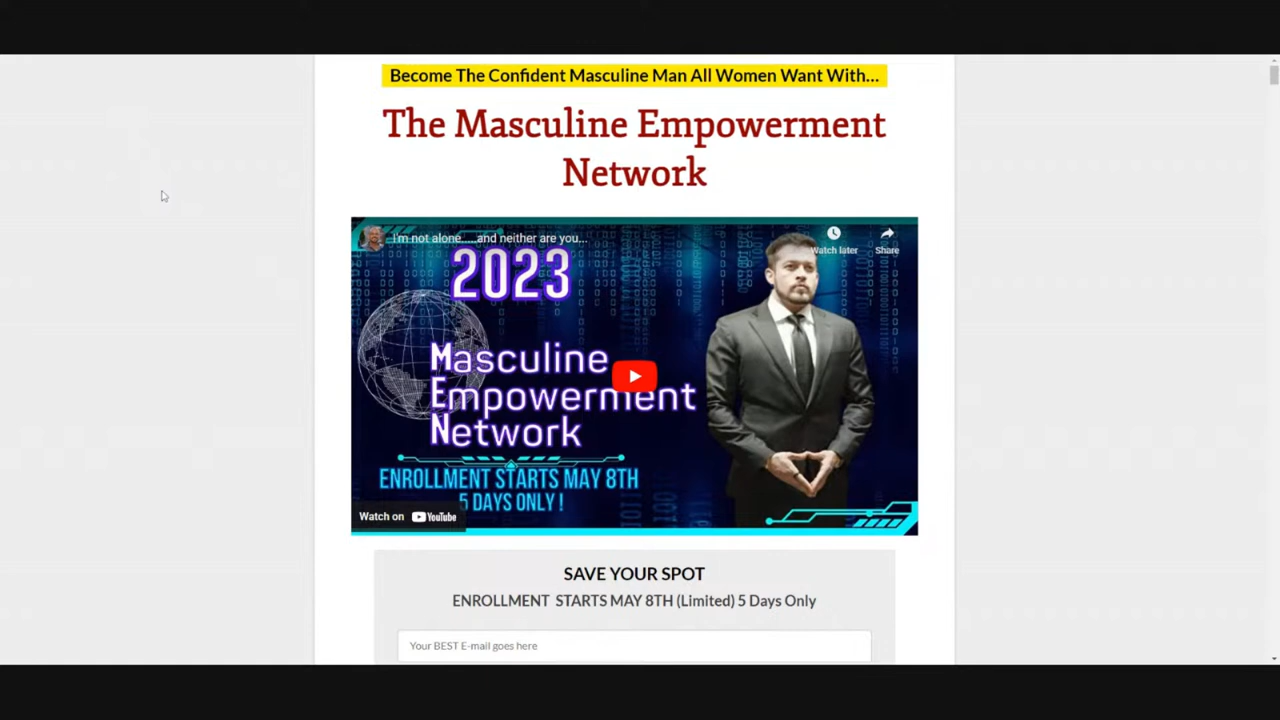 Become The Confident Masculine Man All Women Want With...
The Masculine Empowerment
Network
I'm not alone.....and neither are you...
Watch later
Share
2023
Masculine
Empowerment
Network
ENROLLMENT STARTS MAY 8TH
5 DAYS ONLY !
Watch on YouTube
SAVE YOUR SPOT
ENROLLMENT STARTS MAY 8TH (Limited) 5 Days Only
Your BEST E-mail goes here